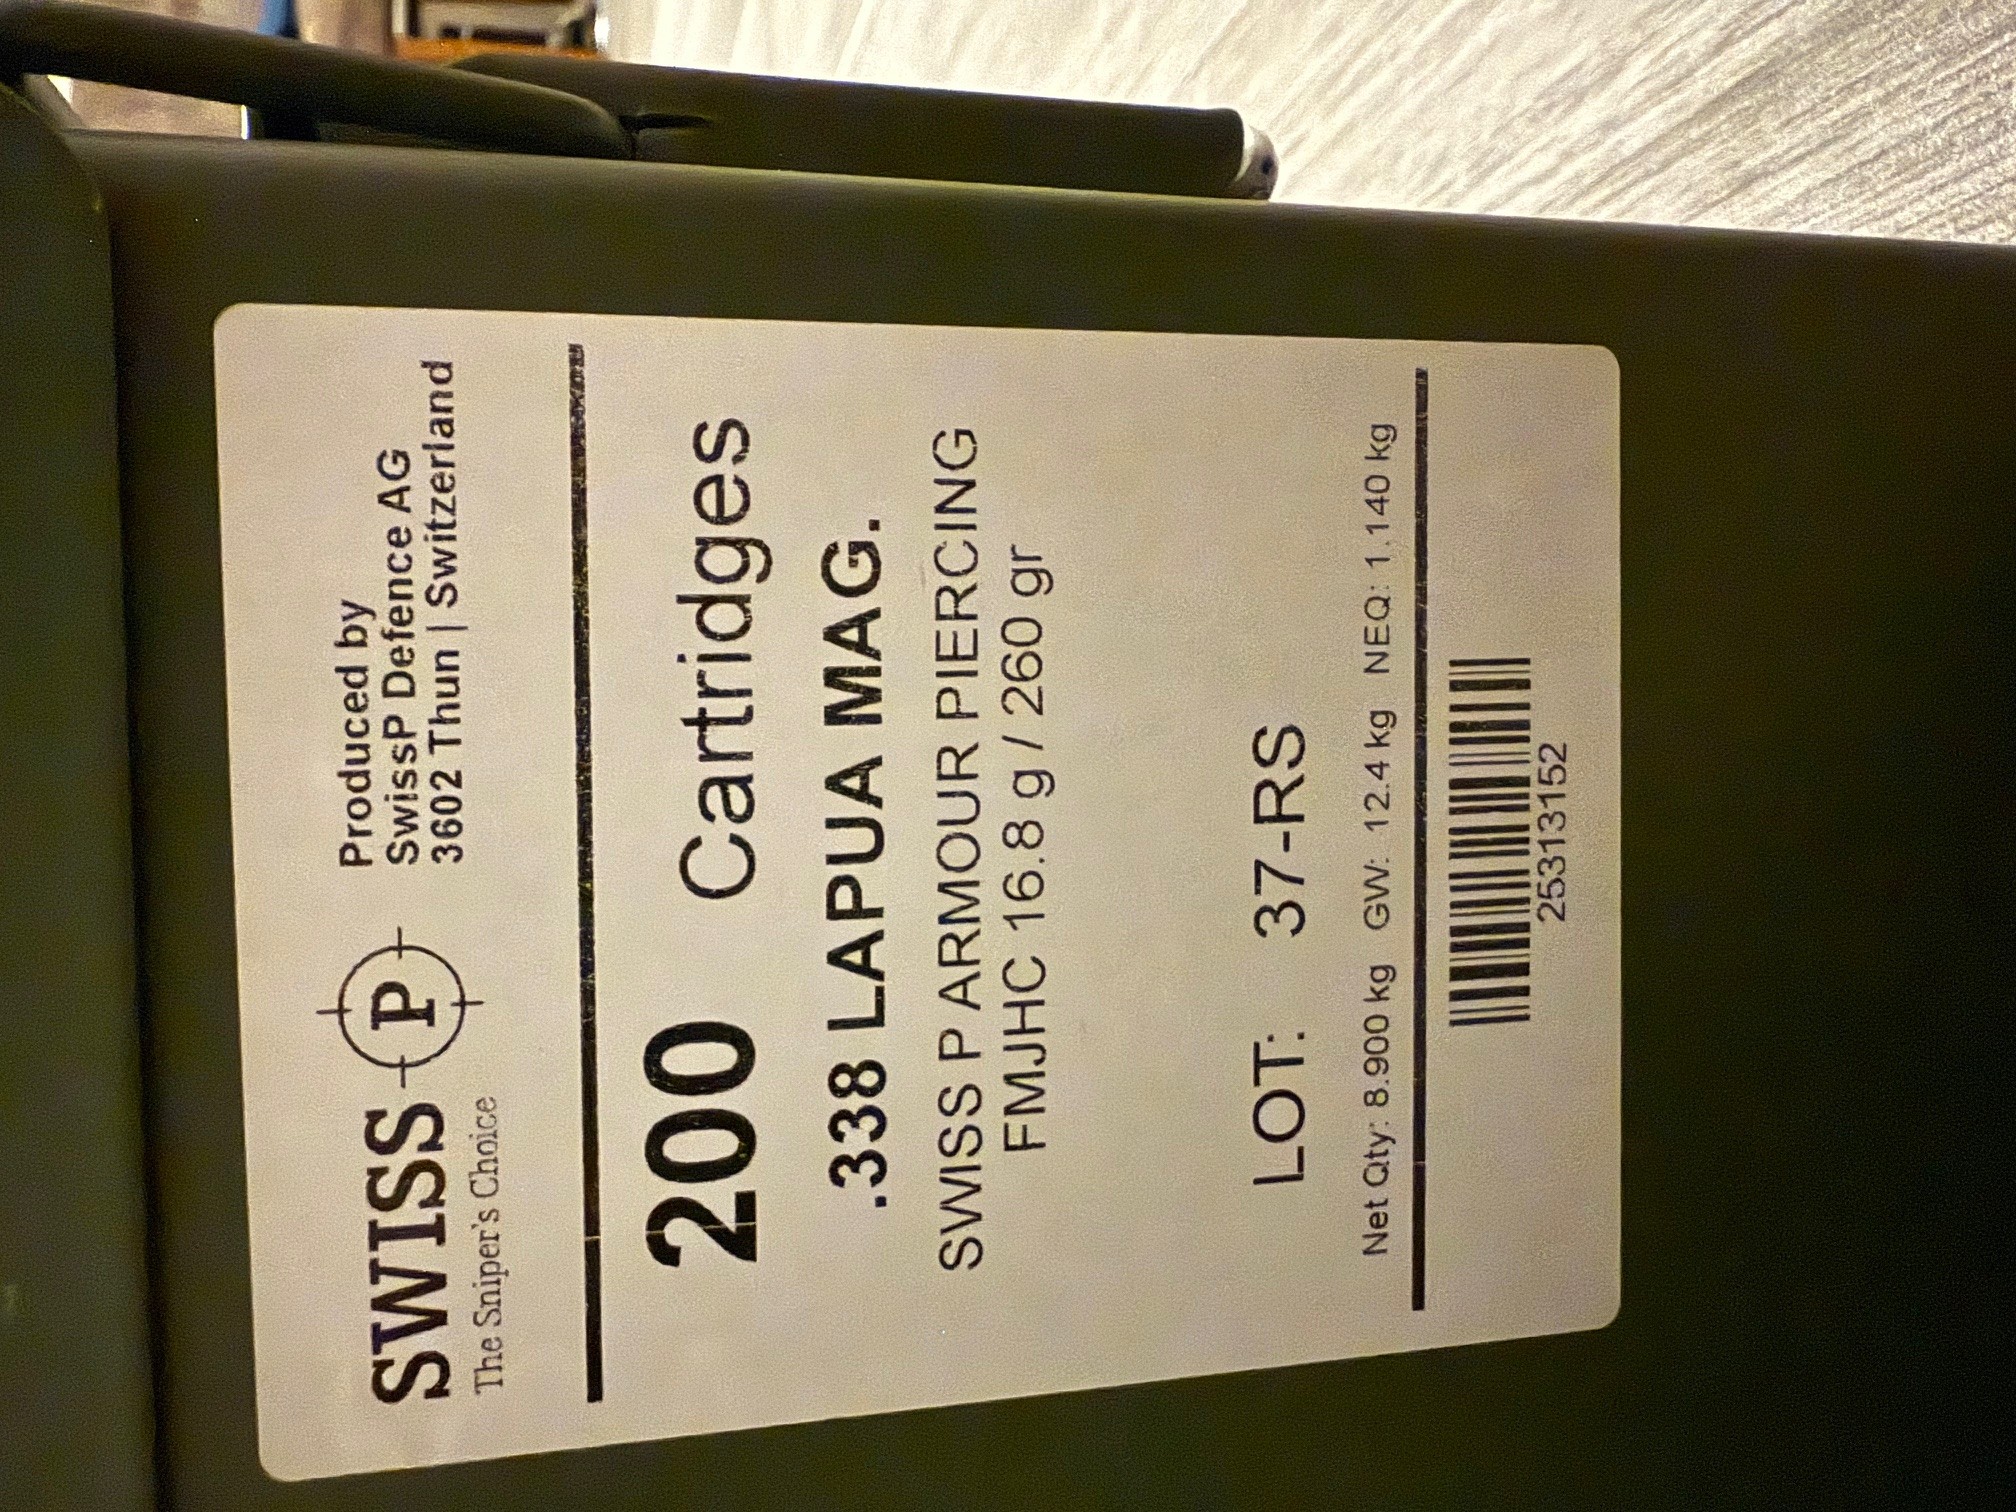 SWISS P
The Sniper's Choice
Produced by
SwissP Defence AG
3602 Thun | Switzerland
200 Cartridges
.338 LAPUA MAG.
SWISS P ARMOUR PIERCING
FMJHC 16.8 g / 260 gr
LOT: 37-RS
Net Qty: 8.900 kg GW: 12.4 kg NEQ: 1.140 kg
25313152